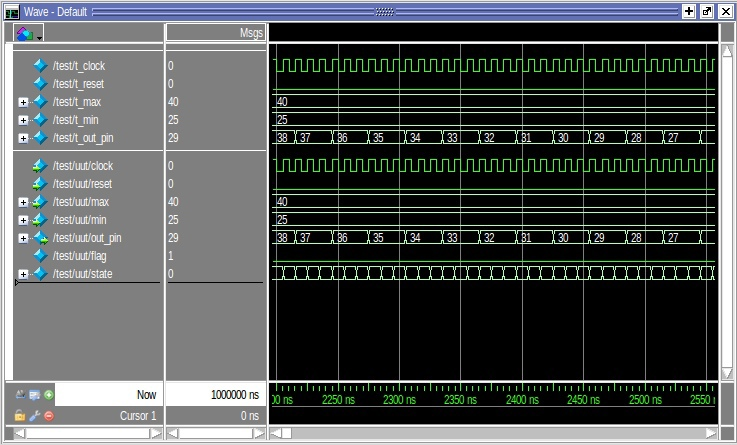 Wave - Default
Msgs
/test/t_clock 0
/test/t_reset 0
/test/t_max 40 40
/test/t_min 25 25
/test/t_out_pin 29 38 37 36 35 34 33 32 31 30 29 28 27
/test/uut/clock 0
/test/uut/reset 0
/test/uut/max 40 40
/test/uut/min 25 25
/test/uut/out_pin 29 38 37 36 35 34 33 32 31 30 29 28 27
/test/uut/flag 1
/test/uut/state 0
Now 1000000 ns 00 ns 2250 ns 2300 ns 2350 ns 2400 ns 2450 ns 2500 ns 2550 n
Cursor 1 0 ns